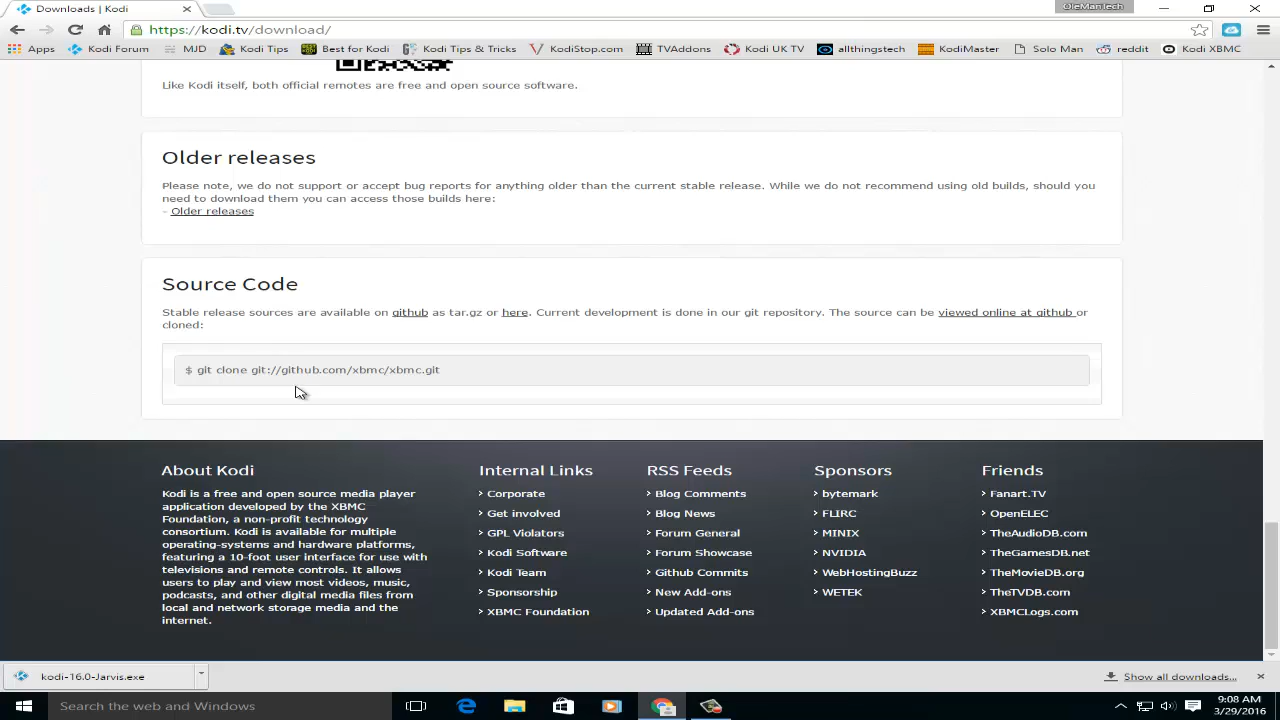 Downloads | Kodi
OleManTech
https://kodi.tv/download/
Apps Kodi Forum MJD Kodi Tips Best for Kodi Kodi Tips & Tricks KodiStop.com TVAddons Kodi UK TV allthingstech KodiMaster Solo Man reddit Kodi XBMC
Like Kodi itself, both official remotes are free and open source software.
Older releases
Please note, we do not support or accept bug reports for anything older than the current stable release. While we do not recommend using old builds, should you
need to download them you can access those builds here:
- Older releases
Source Code
Stable release sources are available on github as tar.gz or here. Current development is done in our git repository. The source can be viewed online at github or
cloned:
$ git clone git://github.com/xbmc/xbmc.git
About Kodi
Kodi is a free and open source media player
application developed by the XBMC
Foundation, a non-profit technology
consortium. Kodi is available for multiple
operating-systems and hardware platforms,
featuring a 10-foot user interface for use with
televisions and remote controls. It allows
users to play and view most videos, music,
podcasts, and other digital media files from
local and network storage media and the
internet.
Internal Links
Corporate
Get involved
GPL Violators
Kodi Software
Kodi Team
Sponsorship
XBMC Foundation
RSS Feeds
Blog Comments
Blog News
Forum General
Forum Showcase
Github Commits
New Add-ons
Updated Add-ons
Sponsors
bytemark
FLIRC
MINIX
NVIDIA
WebHostingBuzz
WETEK
Friends
Fanart.TV
OpenELEC
TheAudioDB.com
TheGamesDB.net
TheMovieDB.org
TheTVDB.com
XBMCLogs.com
kodi-16.0-Jarvis.exe
Show all downloads...
Search the web and Windows
9:08 AM
3/29/2016